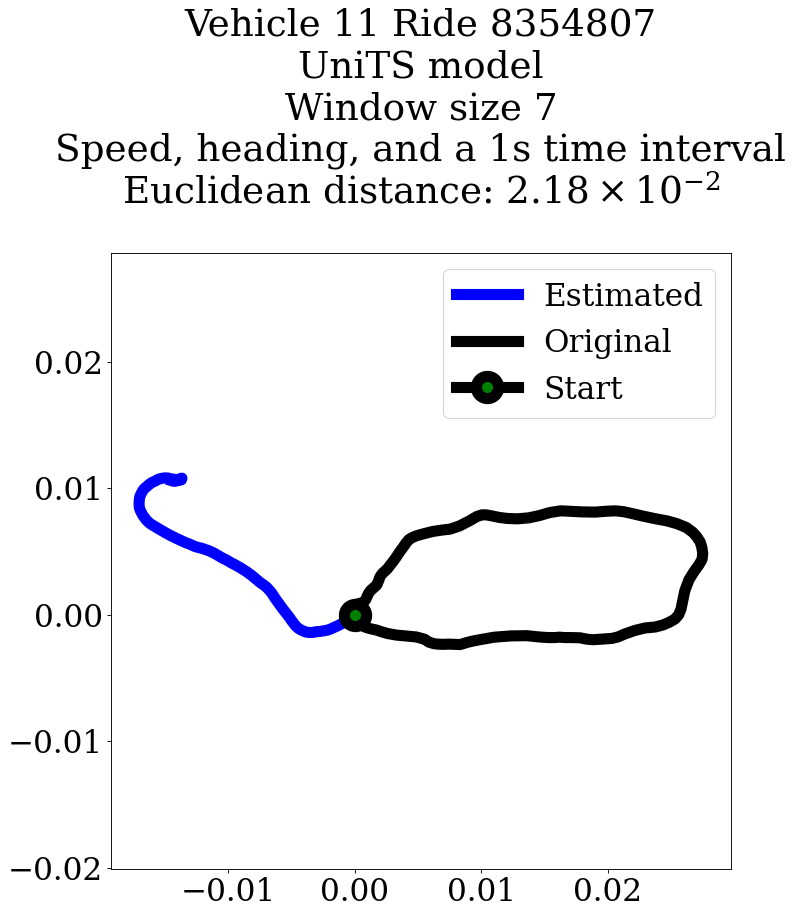 Vehicle 11 Ride 8354807
UniTS model
Window size 7
Speed, heading, and a 1s time interval
Euclidean distance: 2.18 × 10⁻²
Estimated
Original
Start
0.02
0.01
0.00
−0.01
−0.02
−0.01 0.00 0.01 0.02